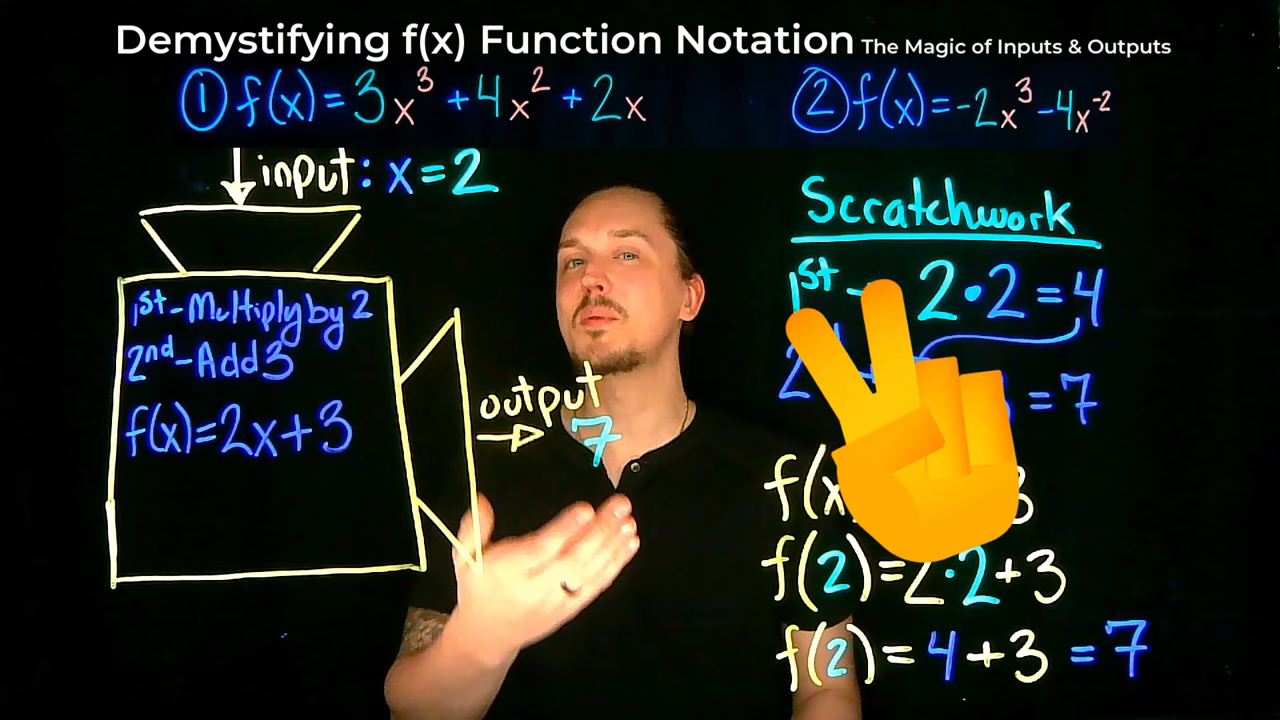 Demystifying f(x) Function Notation The Magic of Inputs & Outputs
① f(x)=3x³+4x²+2x
② f(x)=-2x³-4x⁻²
input: x=2
1st-Multiply by 2
2nd-Add 3
f(x)=2x+3
output
7
Scratchwork
1st - 2•2=4
=7
f(x
3
f(2)=2•2+3
f(2)=4+3=7